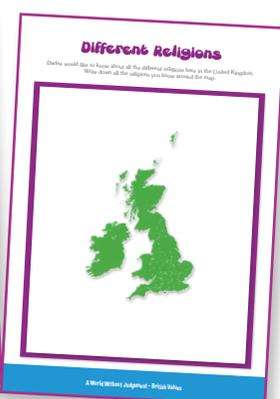 Different Religions
Darley would like to know about all the different religions here in the United Kingdom.
Write down all the religions you know around the map.
A World Without Judgement - British Values